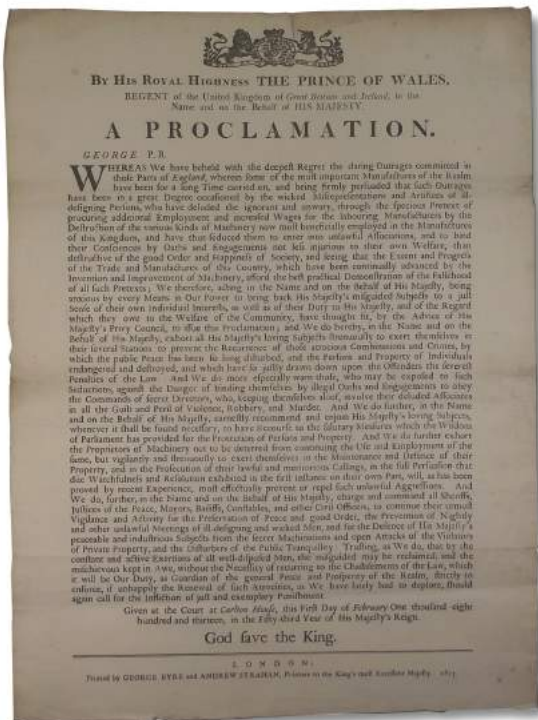 BY HIS ROYAL HIGHNESS THE PRINCE OF WALES,
REGENT of the United Kingdom of Great Britain and Ireland, in the
Name and on the Behalf of HIS MAJESTY.
A PROCLAMATION.
GEORGE P.R.
WHEREAS We have beheld with the deepest Regret the daring Outrages committed in
those Parts of England, wherein some of the most important Manufactures of the Realm
have been for a long Time carried on, and being firmly persuaded that such Outrages
have been in a great Degree occasioned by the wicked Misrepresentations and Artifices of ill-
designing Persons, who have deluded the ignorant and unwary, through the specious Pretext of
procuring additional Employment and increased Wages for the labouring Manufacturers by the
Destruction of the various Kinds of Machinery now most beneficially employed in the Manufactures
of this Kingdom, and have thus seduced them to enter into unlawful Associations, and to bind
their Consciences by Oaths and Engagements not less injurious to their own Welfare, than
destructive of the good Order and Happiness of Society, and seeing that the Extent and Progress
of the Trade and Manufactures of this Country, which have been continually advanced by the
Invention and Improvement of Machinery, afford the best practical Demonstration of the Falsehood
of all such Pretexts; We therefore, acting in the Name and on the Behalf of His Majesty, being
anxious by every Means in Our Power to bring back His Majesty's misguided Subjects to a just
Sense of their own Individual Interests, as well as of their Duty to His Majesty, and of the Regard
which they owe to the Welfare of the Community, have thought fit, by the Advice of His
Majesty's Privy Council, to issue this Proclamation; and We do hereby, in the Name and on the
Behalf of His Majesty, exhort all His Majesty's loving Subjects strenuously to exert themselves in
their several Stations to prevent the Recurrence of those atrocious Combinations and Crimes, by
which the public Peace has been so long disturbed, and the Persons and Property of Individuals
endangered and destroyed, and which have so justly drawn down upon the Offenders the severest
Penalties of the Law. And We do more especially warn those, who may be exposed to such
Seductions, against the Danger of binding themselves by illegal Oaths and Engagements to obey
the Commands of secret Directors, who, keeping themselves aloof, involve their deluded Associates
in all the Guilt and Peril of Violence, Robbery, and Murder. And We do further, in the Name
and on the Behalf of His Majesty, earnestly recommend and enjoin His Majesty's loving Subjects,
whenever it shall be found necessary, to have Recourse to the salutary Measures which the Wisdom
of Parliament has provided for the Protection of Persons and Property. And We do further exhort
the Proprietors of Machinery not to be deterred from continuing the Use and Employment of the
same, but vigilantly and strenuously to exert themselves in the Maintenance and Defence of their
Property, and in the Prosecution of their lawful and meritorious Callings, in the full Persuasion that
due Watchfulness and Resolution exhibited in the first instance on their own Part, will, as has been
proved by recent Experience, most effectually prevent or repel such unlawful Aggressions. And
We do, further, in the Name and on the Behalf of His Majesty, charge and command all Sheriffs,
Justices of the Peace, Mayors, Bailiffs, Constables, and other Civil Officers, to continue their utmost
Vigilance and Activity for the Preservation of Peace and good Order, the Prevention of Nightly
and other unlawful Meetings of ill-designing and wicked Men, and for the Defence of His Majesty's
peaceable and industrious Subjects from the secret Machinations and open Attacks of the Violators
of Private Property, and the Disturbers of the Public Tranquillity: Trusting, as We do, that by the
constant and active Exertions of all well-disposed Men, the misguided may be reclaimed, and the
mischievous kept in Awe, without the Necessity of recurring to the Chastisements of the Law, which
it will be Our Duty, as Guardian of the general Peace and Prosperity of the Realm, strictly to
enforce, if unhappily the Renewal of such Atrocities, as We have lately had to deplore, should
again call for the Infliction of just and exemplary Punishment.
Given at the Court at Carlton House, this First Day of February One thousand eight
hundred and thirteen, in the Fifty-third Year of His Majesty's Reign.
God save the King.
LONDON:
Printed by GEORGE EYRE and ANDREW STRAHAN, Printers to the King's most Excellent Majesty. 1813.